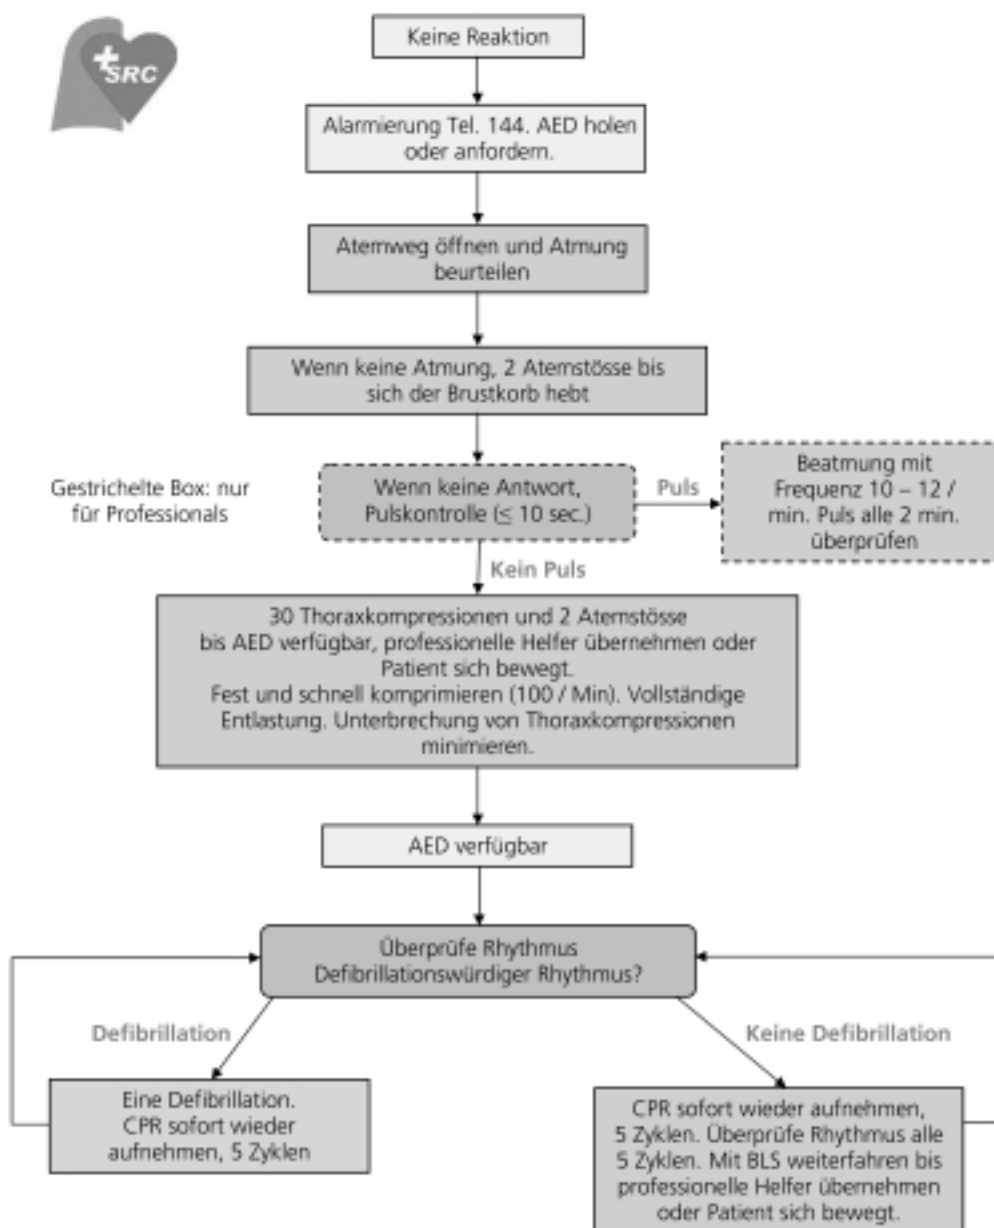 SRC
Keine Reaktion
Alarmierung Tel. 144. AED holen
oder anfordern.
Atemweg öffnen und Atmung
beurteilen
Wenn keine Atmung, 2 Atemstösse bis
sich der Brustkorb hebt
Gestrichelte Box: nur
für Professionals
Wenn keine Antwort,
Pulskontrolle (≤ 10 sec.)
Puls
Beatmung mit
Frequenz 10 – 12 /
min. Puls alle 2 min.
überprüfen
Kein Puls
30 Thoraxkompressionen und 2 Atemstösse
bis AED verfügbar, professionelle Helfer übernehmen oder
Patient sich bewegt.
Fest und schnell komprimieren (100 / Min). Vollständige
Entlastung. Unterbrechung von Thoraxkompressionen
minimieren.
AED verfügbar
Überprüfe Rhythmus
Defibrillationswürdiger Rhythmus?
Defibrillation
Keine Defibrillation
Eine Defibrillation.
CPR sofort wieder
aufnehmen, 5 Zyklen
CPR sofort wieder aufnehmen,
5 Zyklen. Überprüfe Rhythmus alle
5 Zyklen. Mit BLS weiterfahren bis
professionelle Helfer übernehmen
oder Patient sich bewegt.